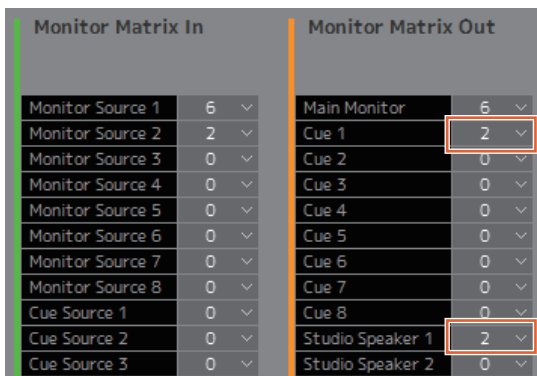 Monitor Matrix In
Monitor Source 1 6
Monitor Source 2 2
Monitor Source 3 0
Monitor Source 4 0
Monitor Source 5 0
Monitor Source 6 0
Monitor Source 7 0
Monitor Source 8 0
Cue Source 1 0
Cue Source 2 0
Cue Source 3 0
Monitor Matrix Out
Main Monitor 6
Cue 1 2
Cue 2 0
Cue 3 0
Cue 4 0
Cue 5 0
Cue 6 0
Cue 7 0
Cue 8 0
Studio Speaker 1 2
Studio Speaker 2 0